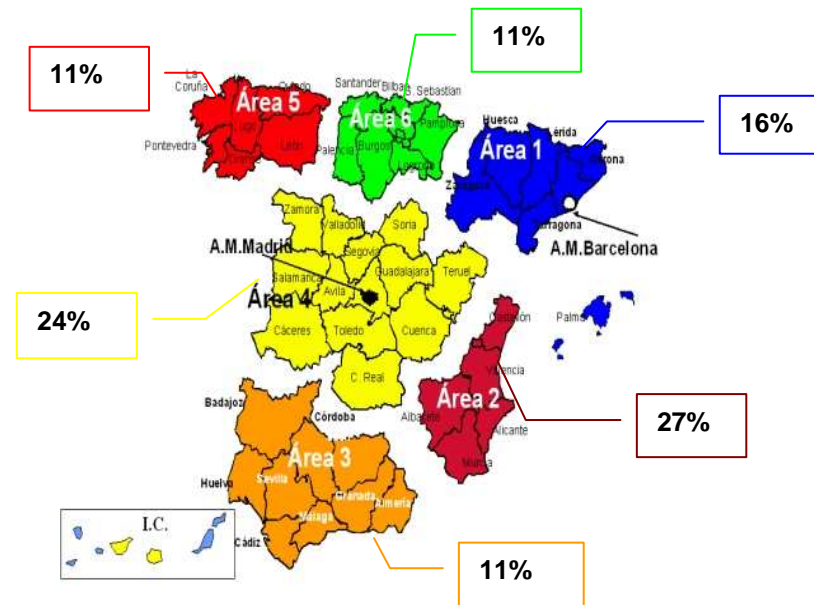 11%
11%
16%
La
Coruña
Oviedo
Área 5
Lugo
Pontevedra
León
Orense
Santander
Bilbao
S. Sebastian
Área 6
Pamplona
Palencia
Burgos
Logroño
Huesca
Lérida
Área 1
Gerona
Zaragoza
Tarragona
A.M.Barcelona
Zamora
Valladolid
Soria
A.M.Madrid
Segovia
Salamanca
Guadalajara
Teruel
Ávila
Área 4
24%
Cáceres
Toledo
Cuenca
C. Real
Palma
Castellón
Valencia
Área 2
Albacete
Alicante
Murcia
27%
Badajoz
Córdoba
Área 3
Huelva
Sevilla
Granada
Almería
Málaga
Cádiz
I.C.
11%